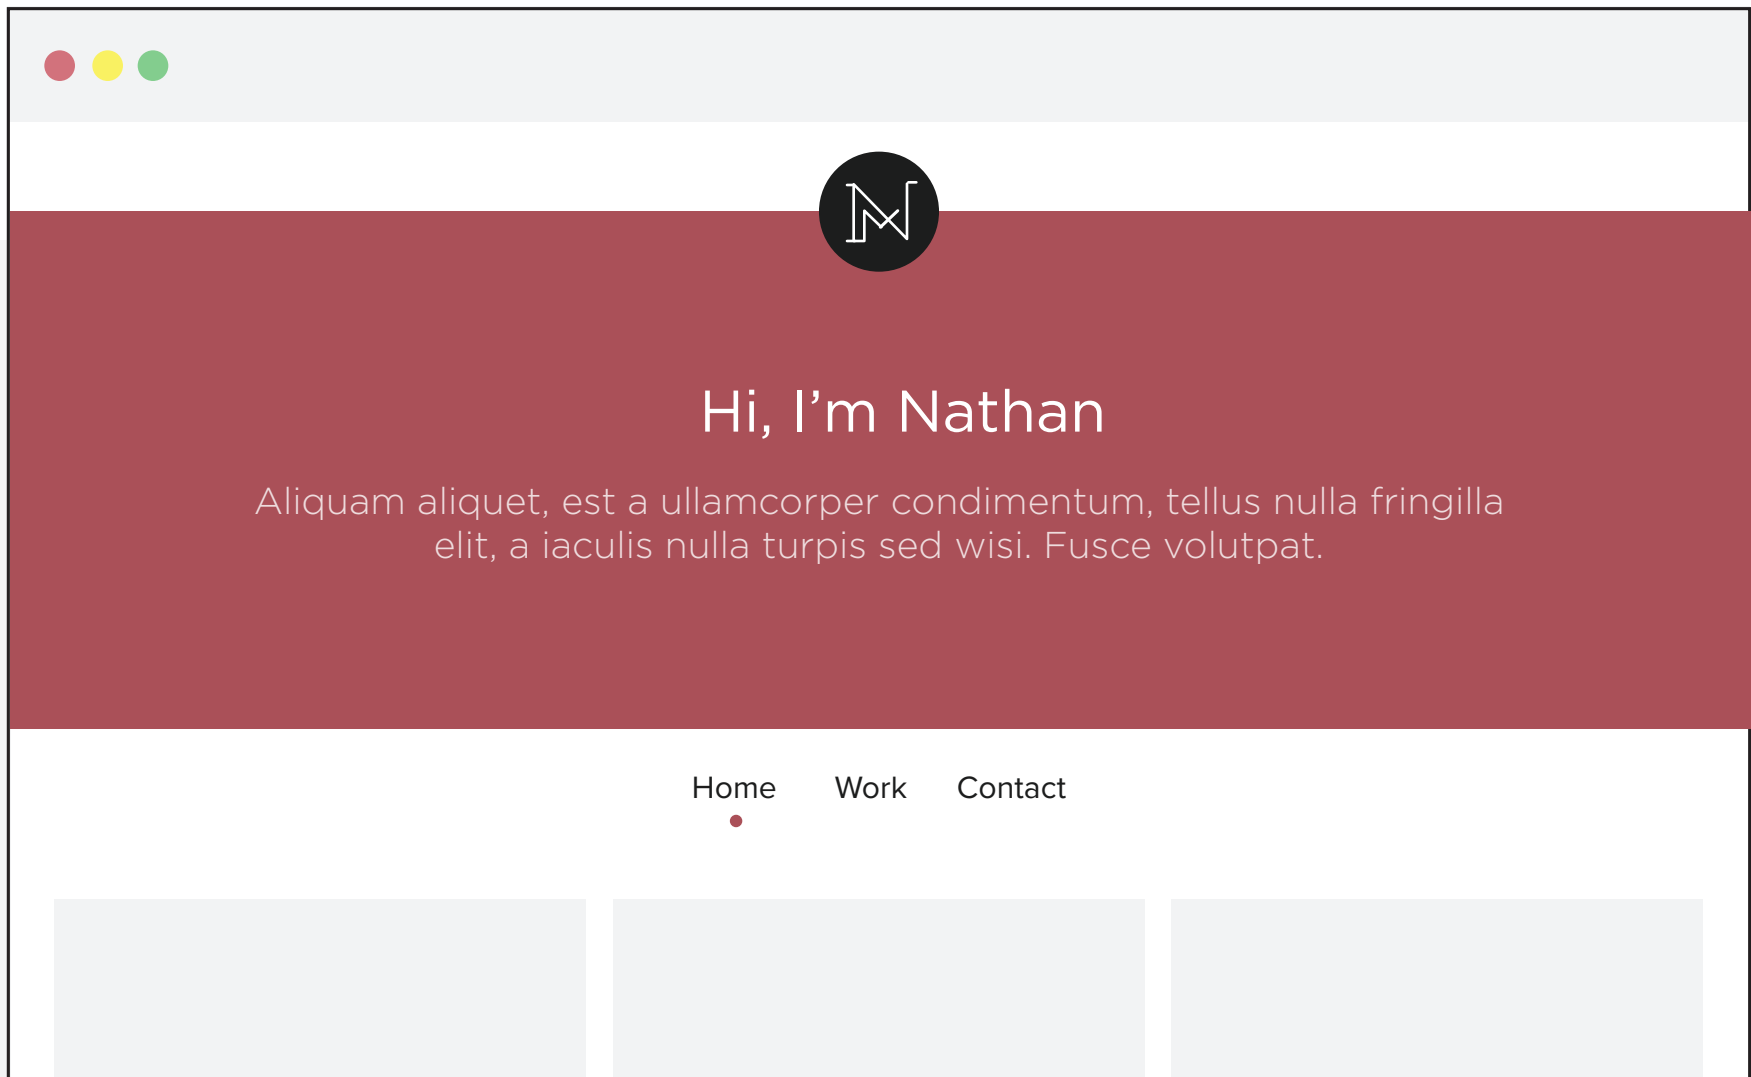 N
Hi, I’m Nathan
Aliquam aliquet, est a ullamcorper condimentum, tellus nulla fringilla
elit, a iaculis nulla turpis sed wisi. Fusce volutpat.
Home Work Contact